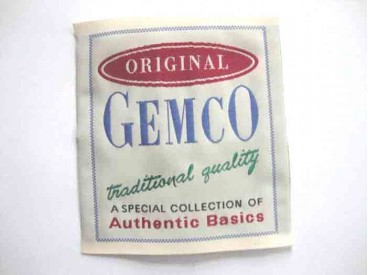 ORIGINAL
GEMCO
traditional quality
A SPECIAL COLLECTION OF
Authentic Basics